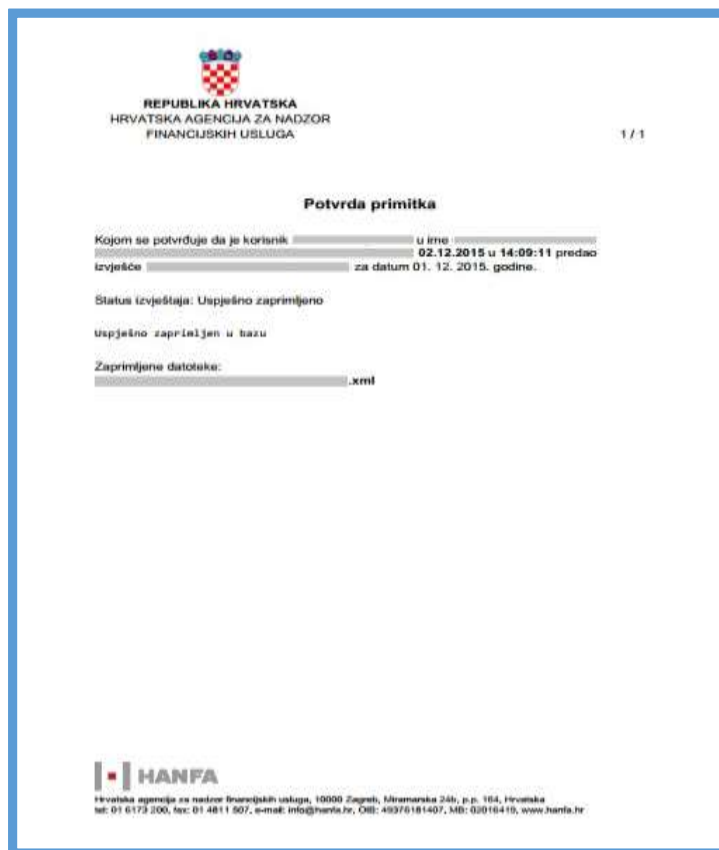 REPUBLIKA HRVATSKA
HRVATSKA AGENCIJA ZA NADZOR
FINANCIJSKIH USLUGA
1 / 1
Potvrda primitka
Kojom se potvrđuje da je korisnik u ime
02.12.2015 u 14:09:11 predao
izvješće za datum 01. 12. 2015. godine.
Status izvještaja: Uspješno zaprimljeno
Uspješno zaprimljen u bazu
Zaprimljene datoteke:
.xml
HANFA
Hrvatska agencija za nadzor financijskih usluga, 10000 Zagreb, Miramarska 24b, p.p. 164, Hrvatska
tel: 01 6173 200, fax: 01 4811 507, e-mail: info@hanfa.hr, OIB: 49376181407, MB: 02016419, www.hanfa.hr